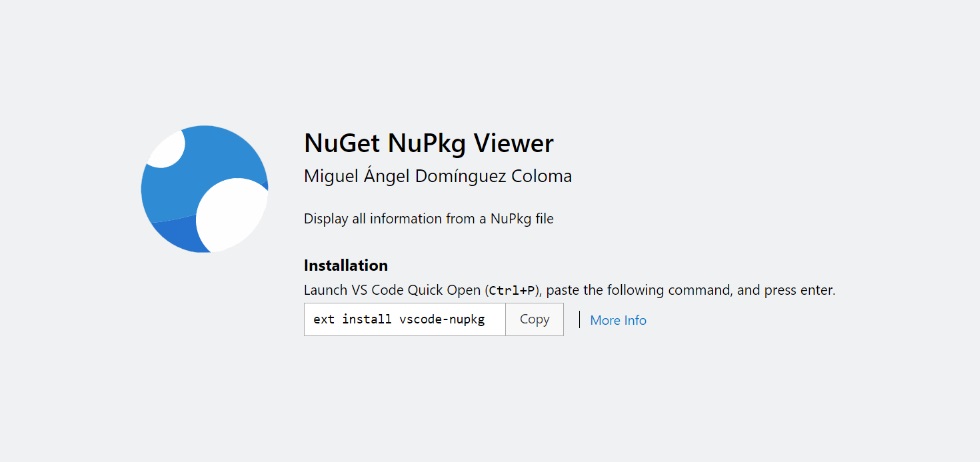 NuGet NuPkg Viewer
Miguel Ángel Domínguez Coloma
Display all information from a NuPkg file
Installation
Launch VS Code Quick Open (Ctrl+P), paste the following command, and press enter.
ext install vscode-nupkg Copy | More Info